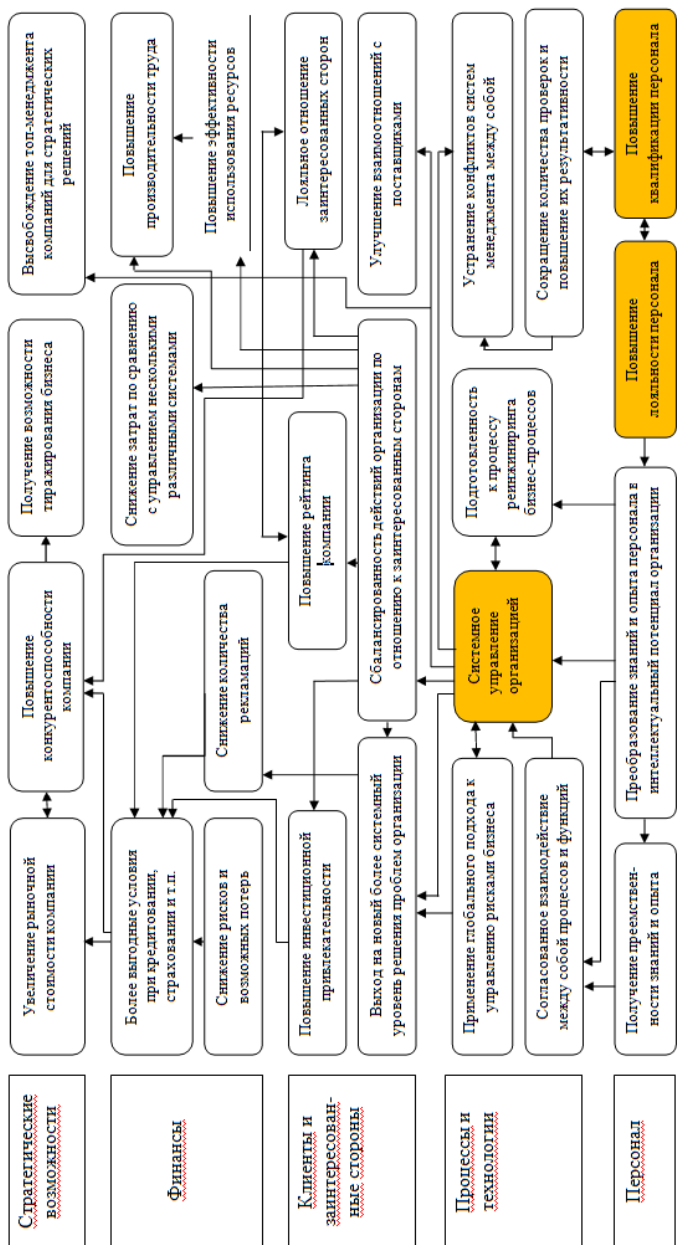 Стратегические
возможности
Увеличение рыночной
стоимости компании
Повышение
конкурентоспособности
компании
Получение возможности
тиражирования бизнеса
Высвобождение топ-менеджмента
компаний для стратегических
решений
Финансы
Более выгодные условия
при кредитовании,
страховании и т.п.
Снижение рисков и
возможных потерь
Снижение количества
рекламаций
Снижение затрат по сравнению
с управлением несколькими
различными системами
Повышение
производительности труда
Повышение эффективности
использования ресурсов
Клиенты и
заинтересован-
ные стороны
Повышение инвестиционной
привлекательности
Повышение рейтинга
компании
Лояльное отношение
заинтересованных сторон
Выход на новый более системный
уровень решения проблем организации
Сбалансированность действий организации по
отношению к заинтересованным сторонам
Улучшение взаимоотношений с
поставщиками
Процессы и
технологии
Применение глобального подхода к
управлению рисками бизнеса
Согласованное взаимодействие
между собой процессов и функций
Системное
управление
организацией
Подготовленность
к процессу
реинжиниринга
бизнес-процессов
Устранение конфликтов систем
менеджмента между собой
Сокращение количества проверок и
повышение их результативности
Персонал
Получение преемствен-
ности знаний и опыта
Преобразование знаний и опыта персонала в
интеллектуальный потенциал организации
Повышение
лояльности персонала
Повышение
квалификации персонала